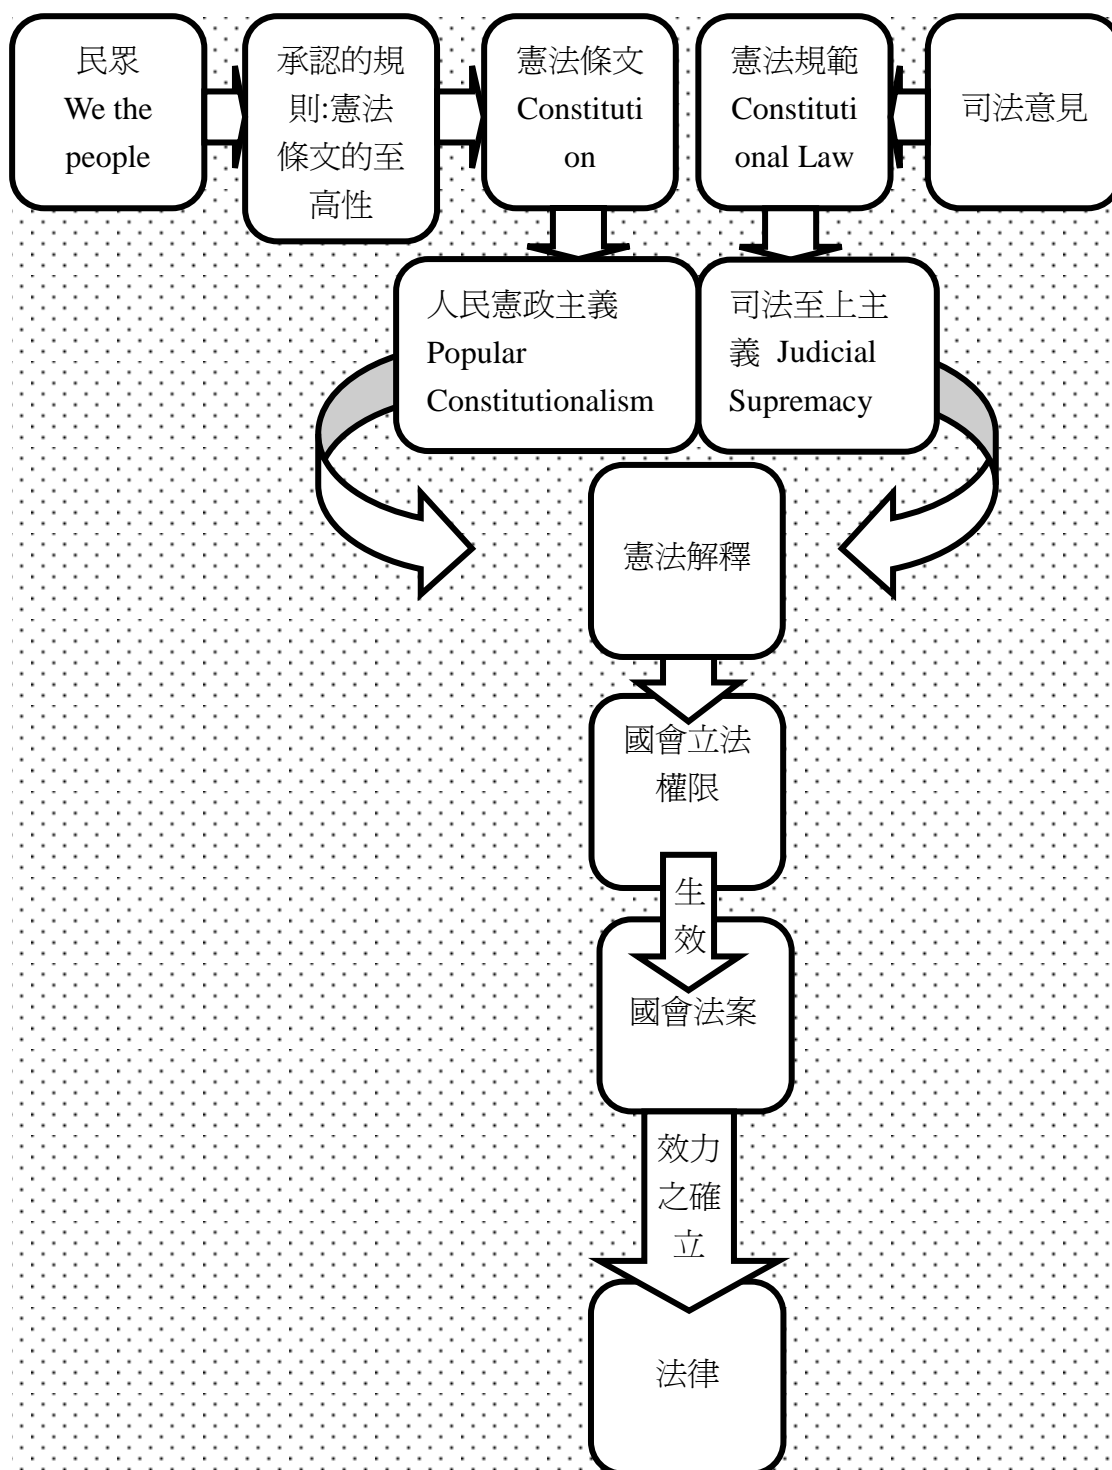 民眾
We the
people
承認的規
則:憲法
條文的至
高性
憲法條文
Constituti
on
憲法規範
Constituti
onal Law
司法意見
人民憲政主義
Popular
Constitutionalism
司法至上主
義 Judicial
Supremacy
憲法解釋
國會立法
權限
生
效
國會法案
效力
之確
立
法律